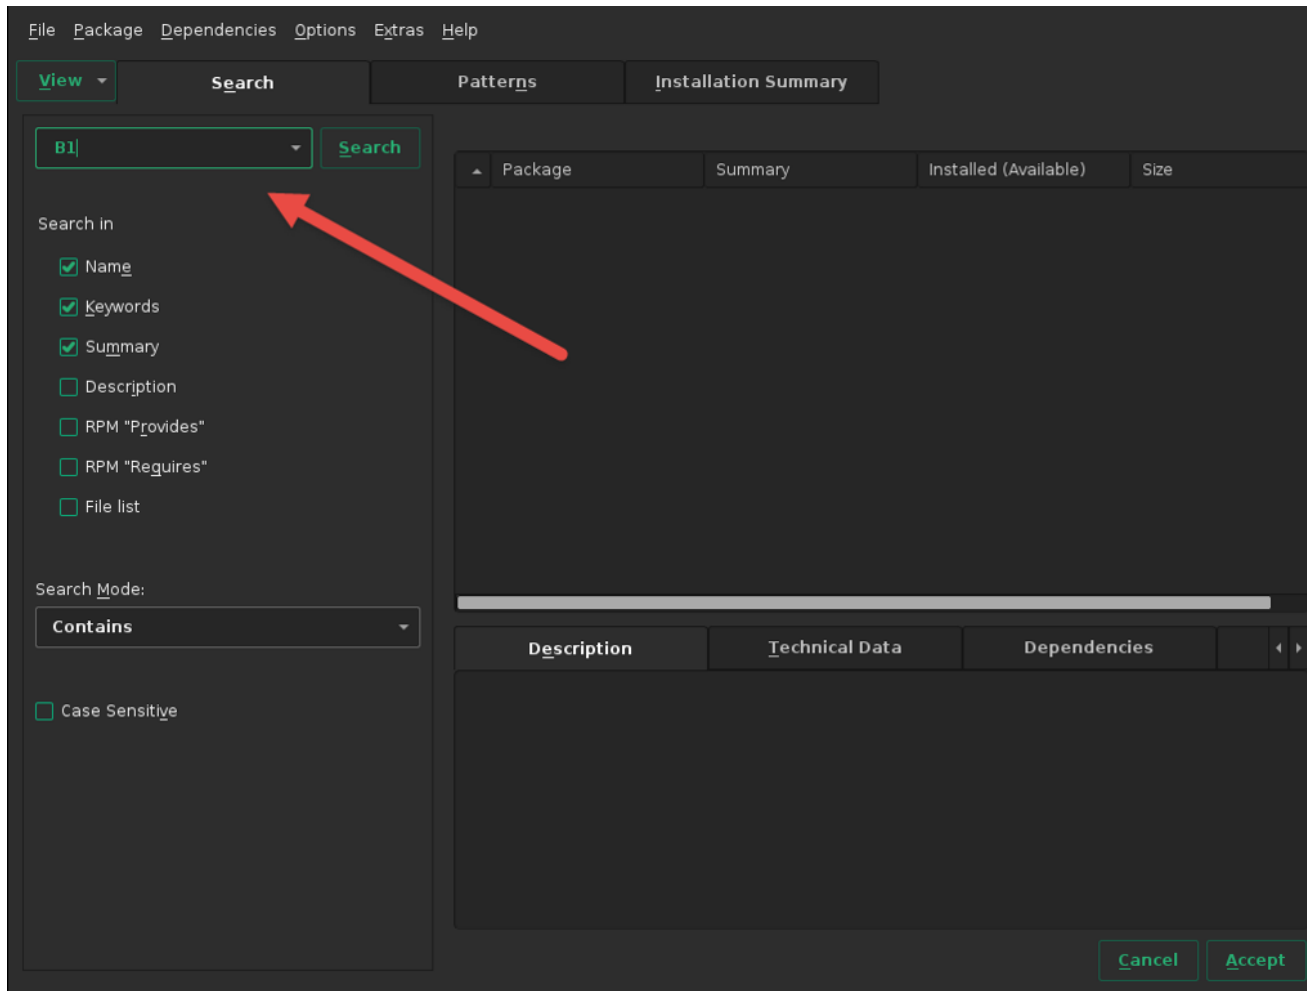 File Package Dependencies Options Extras Help
View Search Patterns Installation Summary
B1 Search
Package Summary Installed (Available) Size
Search in
Name
Keywords
Summary
Description
RPM "Provides"
RPM "Requires"
File list
Search Mode:
Contains
Description Technical Data Dependencies
Case Sensitive
Cancel Accept